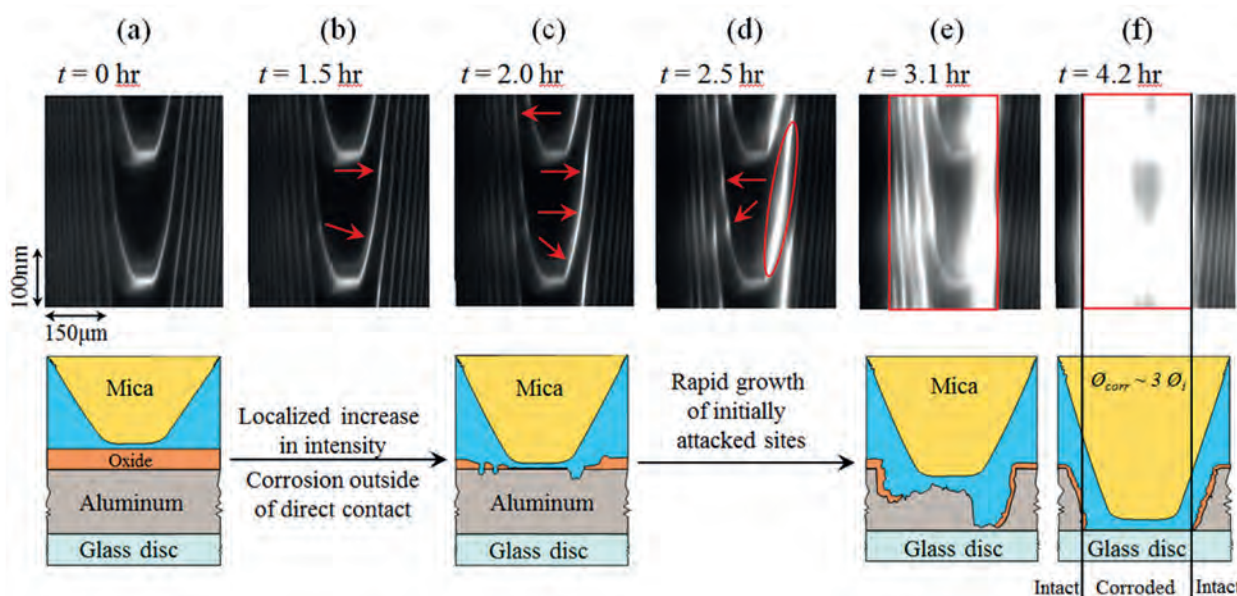 (a) (b) (c) (d) (e) (f)
t = 0 hr t = 1.5 hr t = 2.0 hr t = 2.5 hr t = 3.1 hr t = 4.2 hr
100nm
150μm
Mica
Oxide
Aluminum
Glass disc
Localized increase
in intensity
Corrosion outside
of direct contact
Mica
Aluminum
Glass disc
Rapid growth
of initially
attacked sites
Mica
Glass disc
Ø_corr ~ 3 Ø_i
Glass disc
Intact Corroded Intact